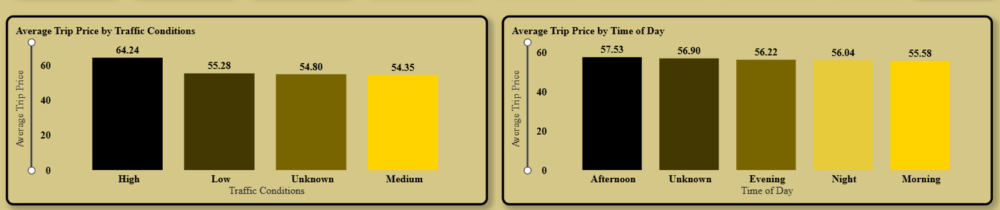 Average Trip Price by Traffic Conditions
64.24
55.28
54.80
54.35
60
40
20
0
Average Trip Price
High
Low
Unknown
Medium
Traffic Conditions
Average Trip Price by Time of Day
57.53
56.90
56.22
56.04
55.58
60
40
20
0
Average Trip Price
Afternoon
Unknown
Evening
Night
Morning
Time of Day